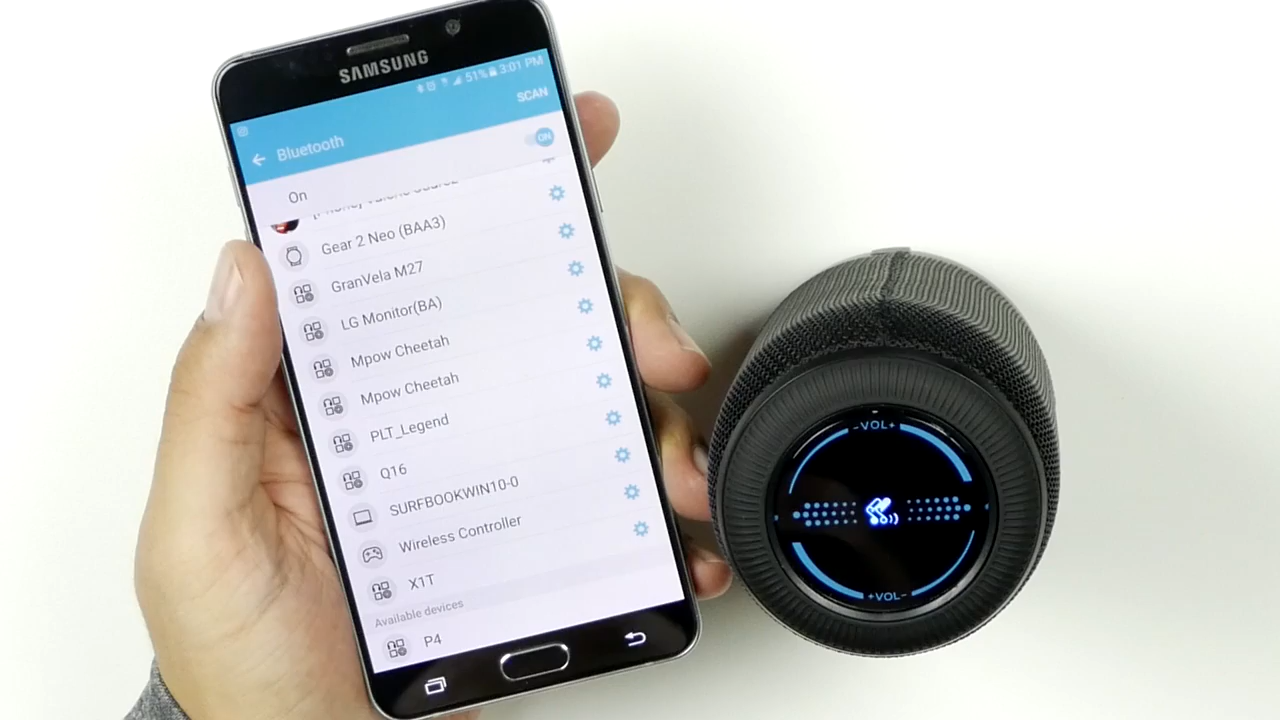 SAMSUNG
51% 3:01 PM
SCAN
Bluetooth
ON
On
Gear 2 Neo (BAA3)
GranVela M27
LG Monitor(BA)
Mpow Cheetah
Mpow Cheetah
PLT_Legend
Q16
SURFBOOKWIN10-0
Wireless Controller
X1T
Available devices
P4
-VOL+
+VOL-